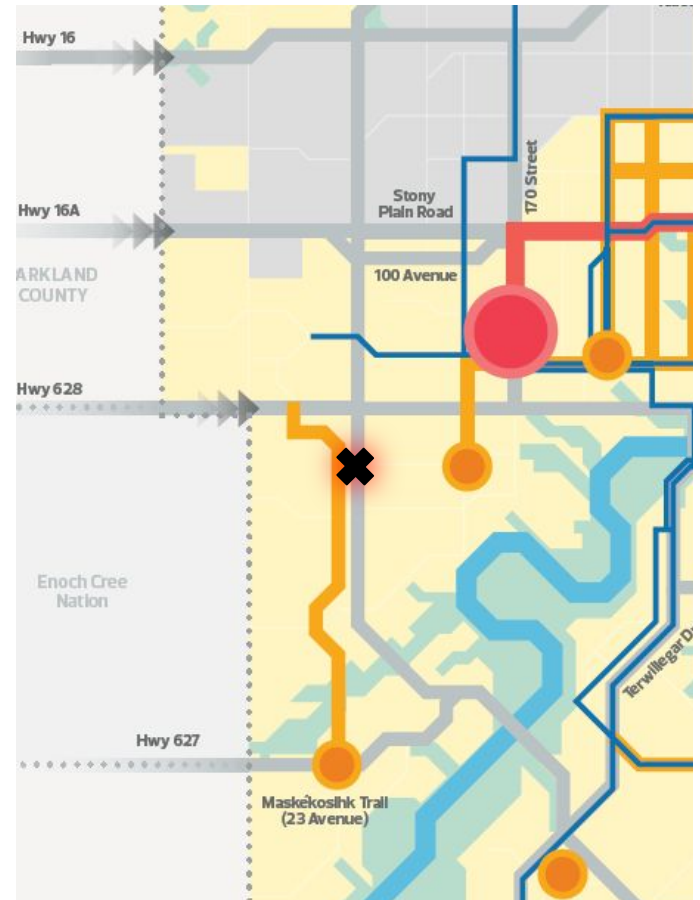 Hwy 16
170 Street
Stony
Plain Road
Hwy 16A
100 Avenue
ARKLAND
COUNTY
Hwy 628
Enoch Cree
Nation
Terwillegar D
Hwy 627
Maskêkosihk Trail
(23 Avenue)